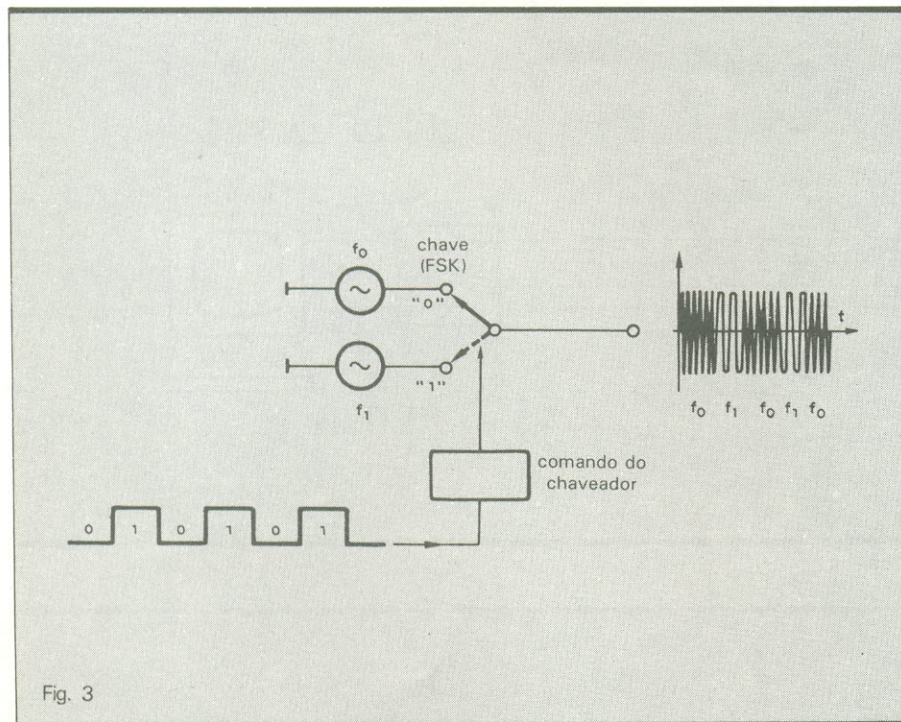 f₀
chave
(FSK)
"0"
"1"
f₁
t
f₀ f₁ f₀ f₁ f₀
comando do
chaveador
0 1 0 1 0 1
Fig. 3